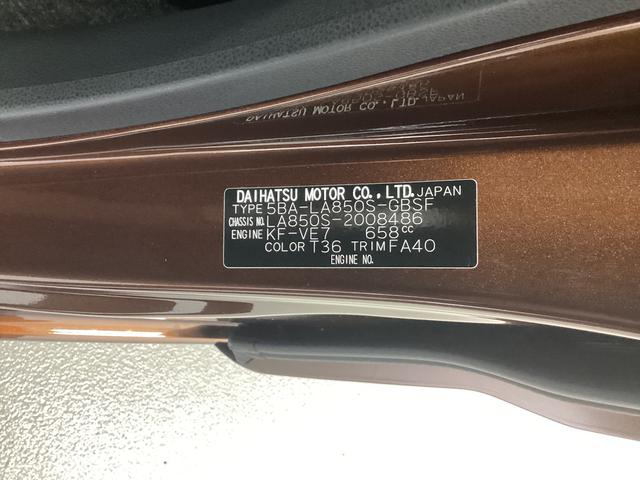 DAIHATSU MOTOR CO., LTD. JAPAN
TYPE 5BA-LA850S-GBSF
CHASSIS NO. LA850S-2008486
ENGINE KF-VE7 658cc
COLOR T36 TRIM FA40
ENGINE NO.